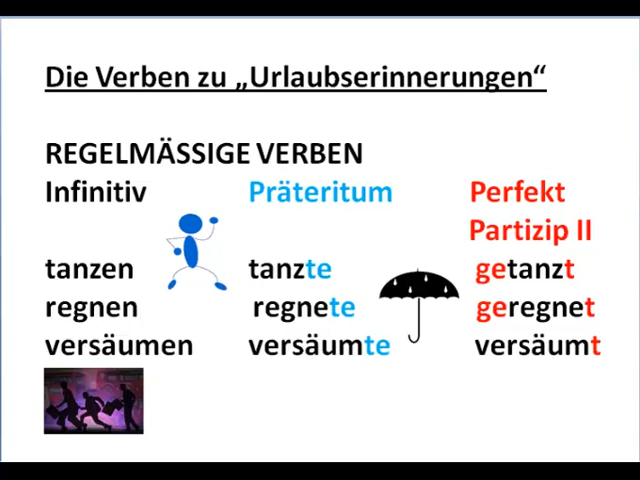 Die Verben zu „Urlaubserinnerungen“
REGELMÄSSIGE VERBEN
Infinitiv Präteritum Perfekt
Partizip II
tanzen tanzte getanzt
regnen regnete geregnet
versäumen versäumte versäumt